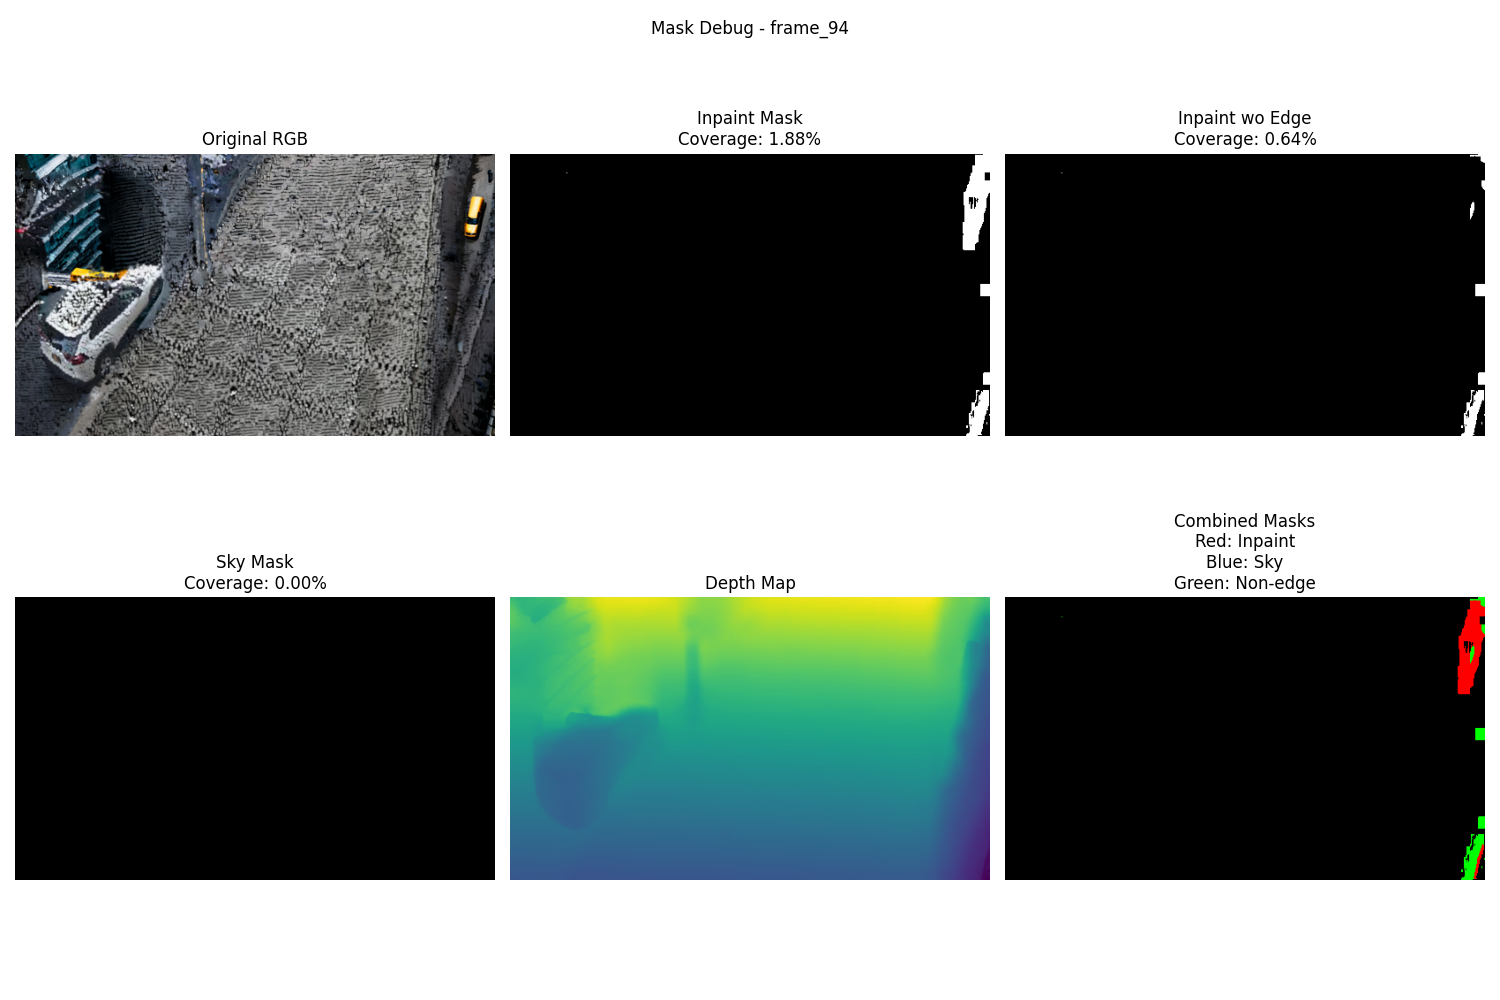 Mask Debug - frame_94
Original RGB
Inpaint Mask
Coverage: 1.88%
Inpaint wo Edge
Coverage: 0.64%
Sky Mask
Coverage: 0.00%
Depth Map
Combined Masks
Red: Inpaint
Blue: Sky
Green: Non-edge